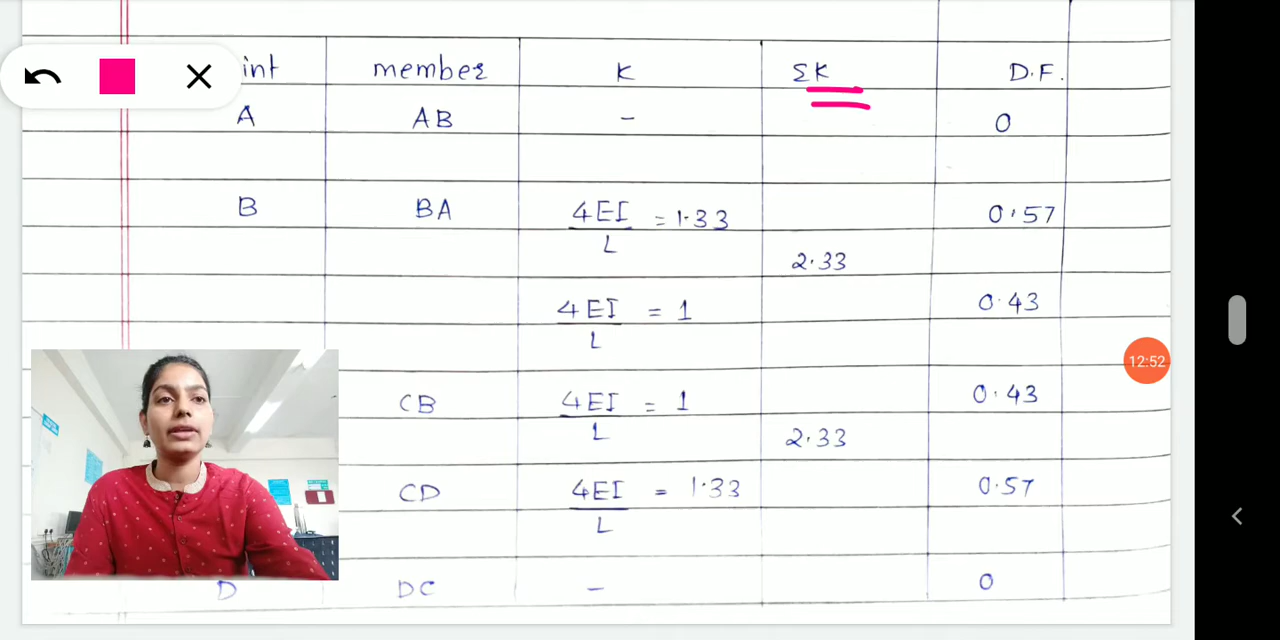 int member K ΣK D.F.
A AB - 0
B BA 4EI/L = 1.33 0.57
2.33
4EI/L = 1 0.43
CB 4EI/L = 1 0.43
2.33
CD 4EI/L = 1.33 0.57
D DC - 0
12:52